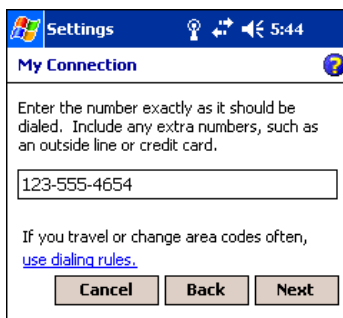 Settings 5:44
My Connection
Enter the number exactly as it should be
dialed. Include any extra numbers, such as
an outside line or credit card.
123-555-4654
If you travel or change area codes often,
use dialing rules.
Cancel Back Next